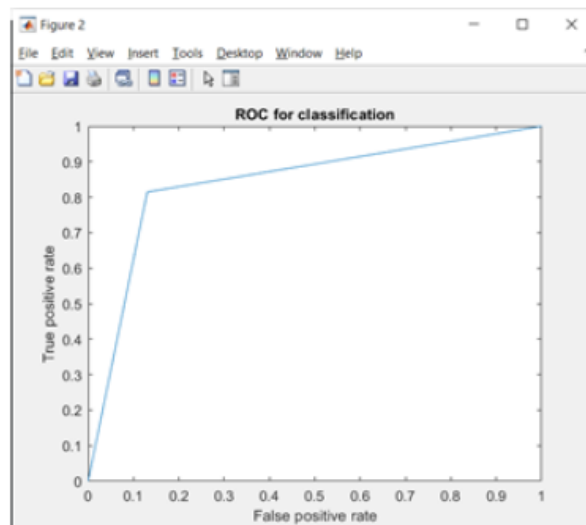 Figure 2
File Edit View Insert Tools Desktop Window Help
ROC for classification
1
0.9
0.8
0.7
0.6
0.5
0.4
0.3
0.2
0.1
0
True positive rate
0 0.1 0.2 0.3 0.4 0.5 0.6 0.7 0.8 0.9 1
False positive rate